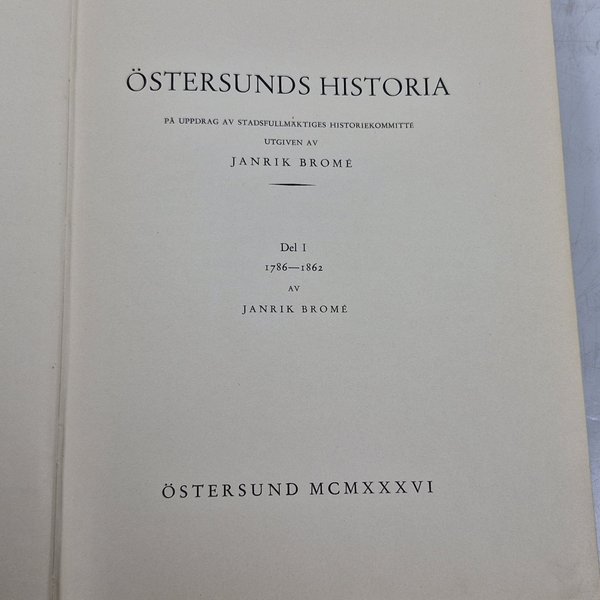 ÖSTERSUNDS HISTORIA
PÅ UPPDRAG AV STADSFULLMÄKTIGES HISTORIEKOMMITTÉ
UTGIVEN AV
JANRIK BROMÉ
Del I
1786—1862
AV
JANRIK BROMÉ
ÖSTERSUND MCMXXXVI